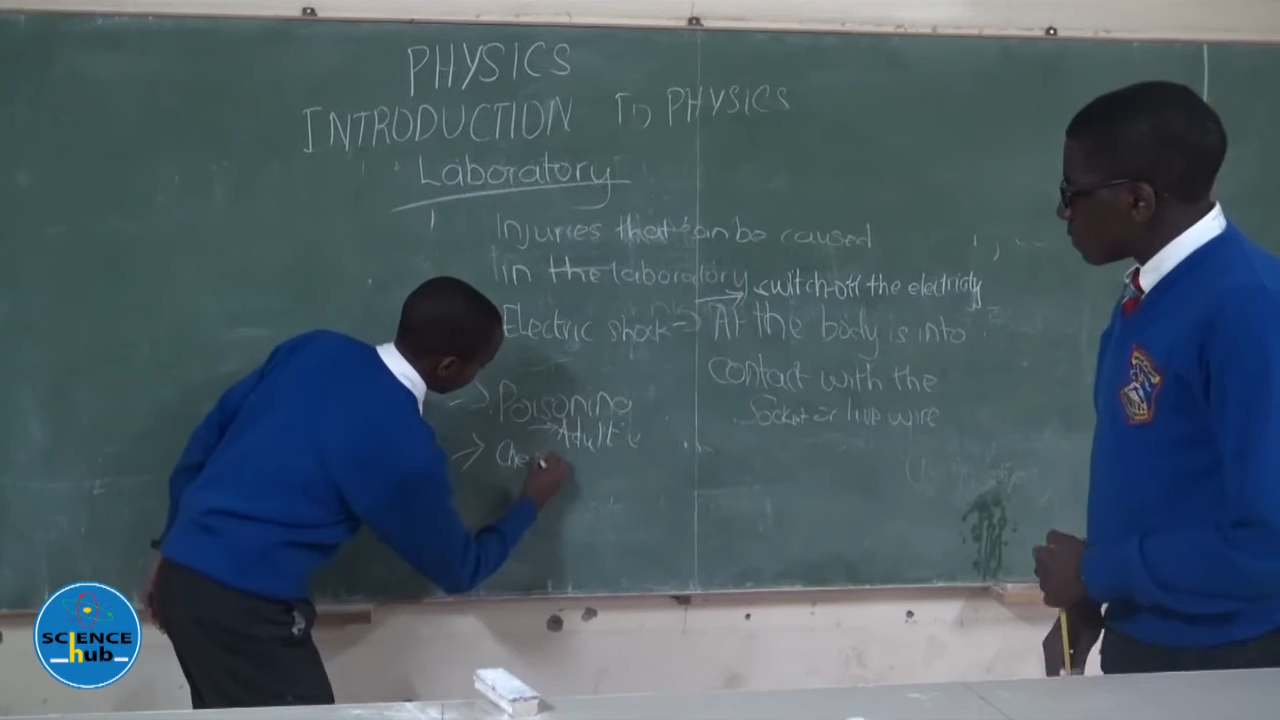 PHYSICS
INTRODUCTION To PHYSICS
Laboratory
Injuries that can be caused
in the laboratory
→ switch off the electricity
Electric shock ⇒ At the body is into
contact with the
Socket or live wire
→ Poisoning
→ Adult
→ Che
SCIENCE
hub